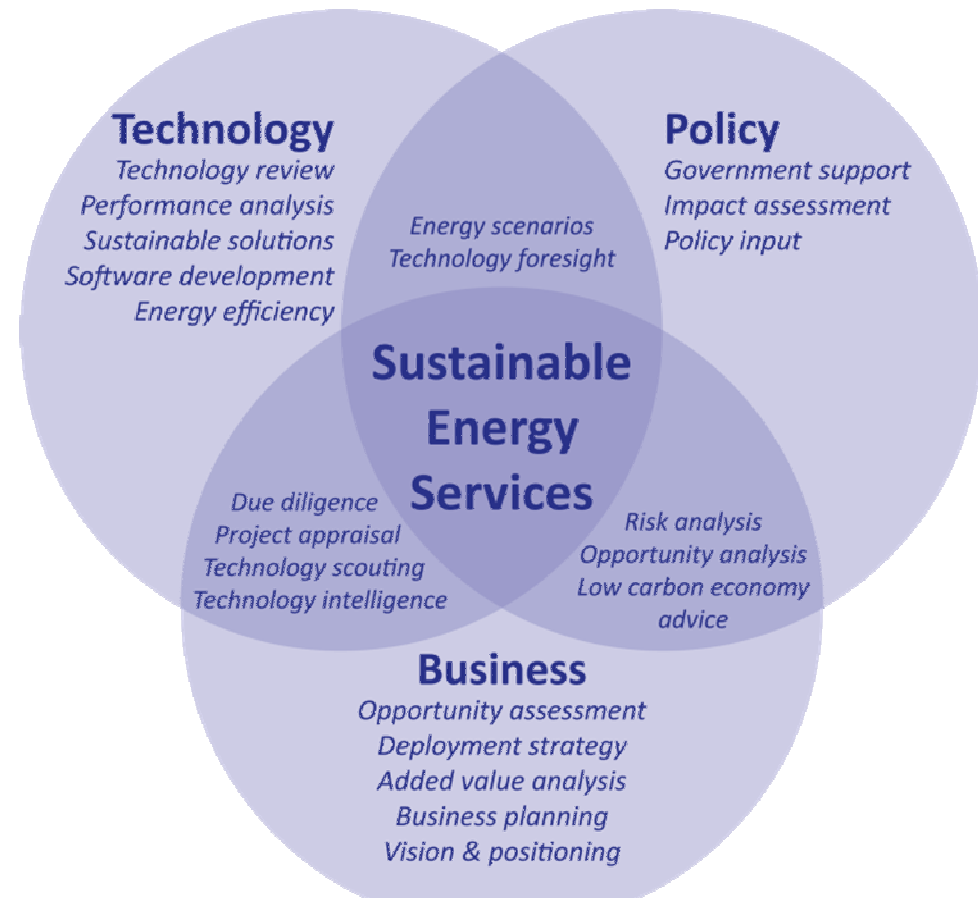 Technology
Technology review
Performance analysis
Sustainable solutions
Software development
Energy efficiency
Policy
Government support
Impact assessment
Policy input
Energy scenarios
Technology foresight
Sustainable
Energy
Services
Due diligence
Project appraisal
Technology scouting
Technology intelligence
Risk analysis
Opportunity analysis
Low carbon economy
advice
Business
Opportunity assessment
Deployment strategy
Added value analysis
Business planning
Vision & positioning